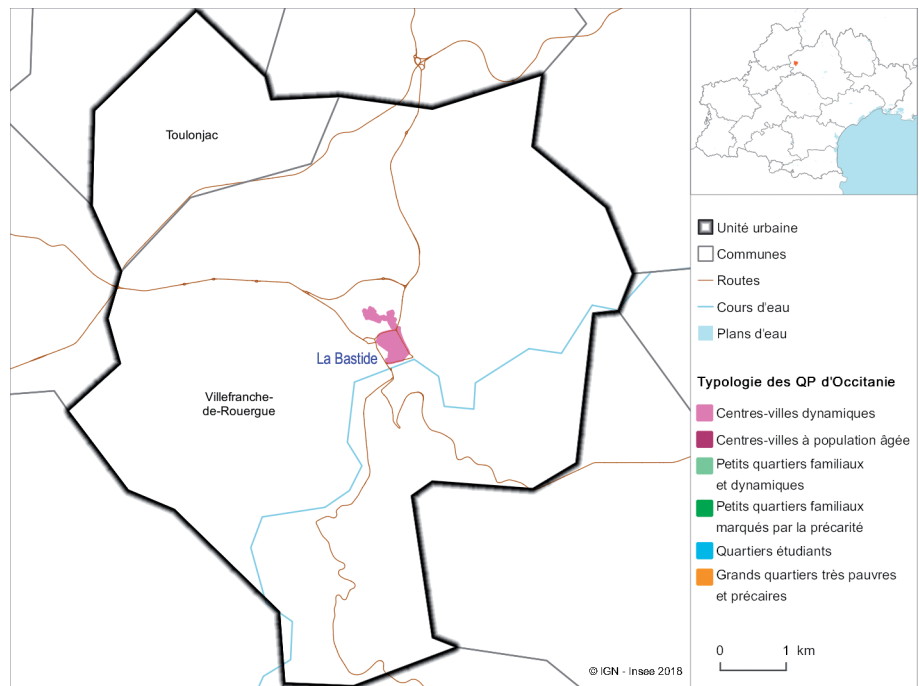 Toulonjac
La Bastide
Villefranche-
de-Rouergue
© IGN - Insee 2018
Unité urbaine
Communes
Routes
Cours d'eau
Plans d'eau
Typologie des QP d'Occitanie
Centres-villes dynamiques
Centres-villes à population âgée
Petits quartiers familiaux
et dynamiques
Petits quartiers familiaux
marqués par la précarité
Quartiers étudiants
Grands quartiers très pauvres
et précaires
0 1 km